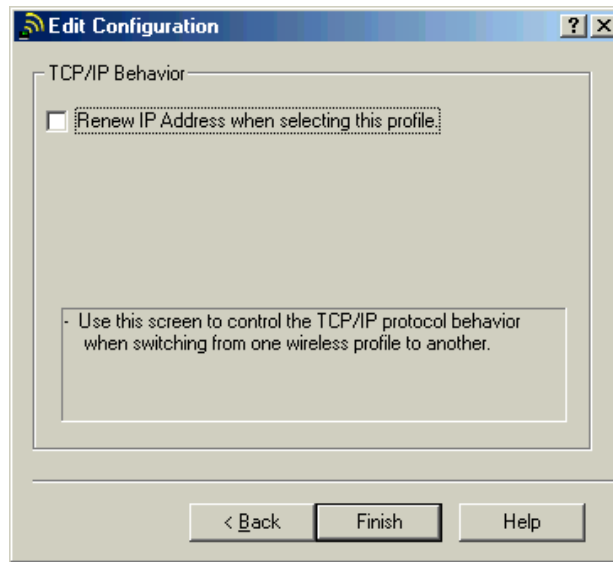 Edit Configuration
TCP/IP Behavior
Renew IP Address when selecting this profile.
- Use this screen to control the TCP/IP protocol behavior
when switching from one wireless profile to another.
< Back
Finish
Help